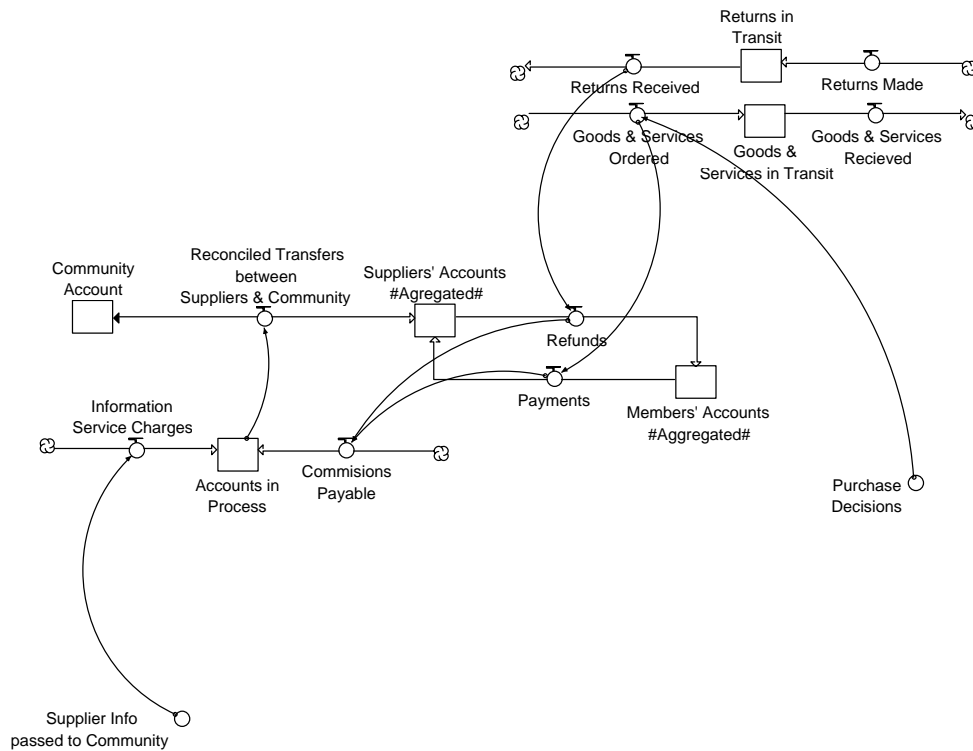 Returns in
Transit
Returns Received
Returns Made
Goods & Services
Ordered
Goods &
Services in Transit
Goods & Services
Recieved
Reconciled Transfers
between
Suppliers & Community
Community
Account
Suppliers' Accounts
#Agregated#
Refunds
Payments
Members' Accounts
#Aggregated#
Information
Service Charges
Accounts in
Process
Commisions
Payable
Purchase
Decisions
Supplier Info
passed to Community